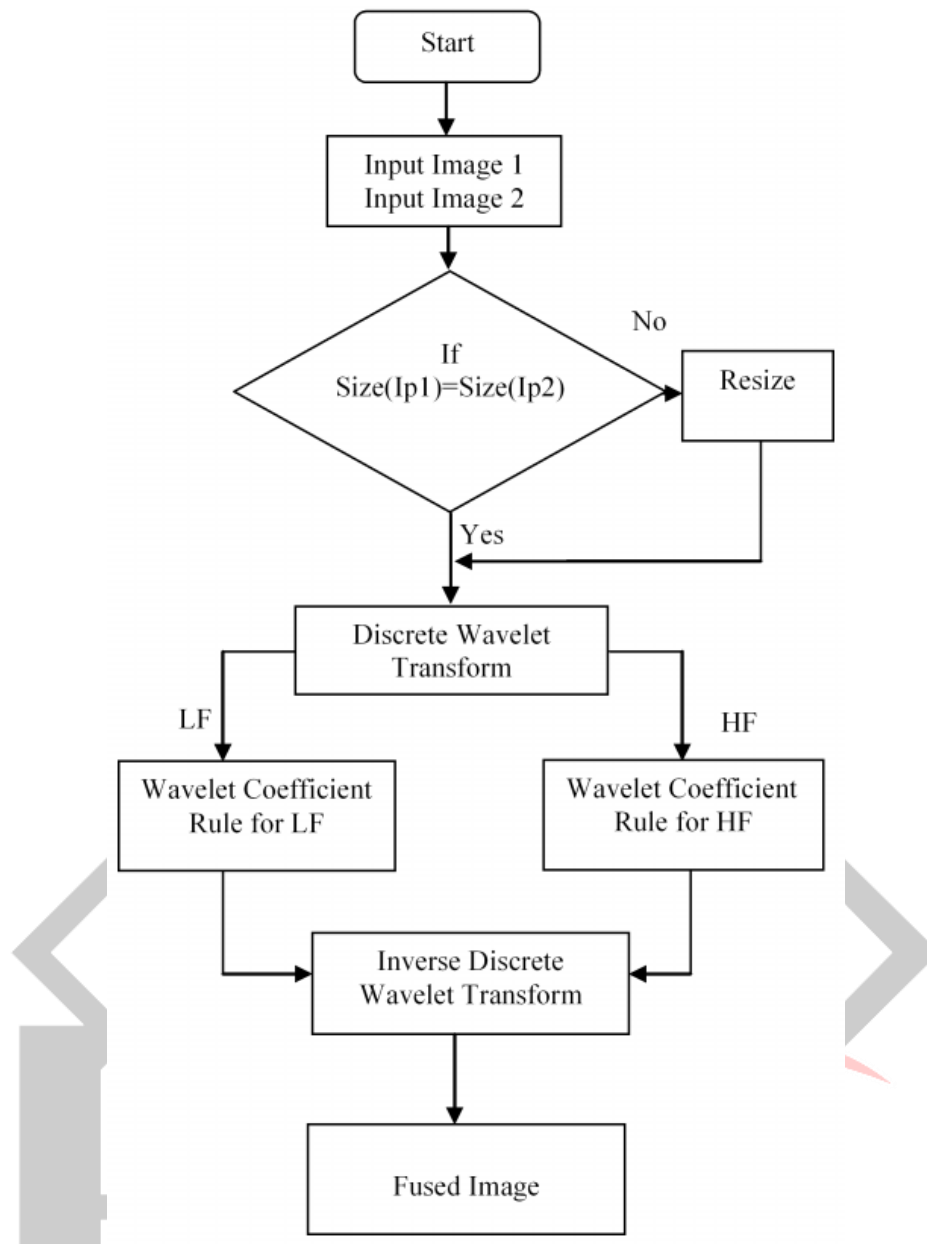 Start
Input Image 1
Input Image 2
If
Size(Ip1)=Size(Ip2)
No
Resize
Yes
Discrete Wavelet
Transform
LF
HF
Wavelet Coefficient
Rule for LF
Wavelet Coefficient
Rule for HF
Inverse Discrete
Wavelet Transform
Fused Image